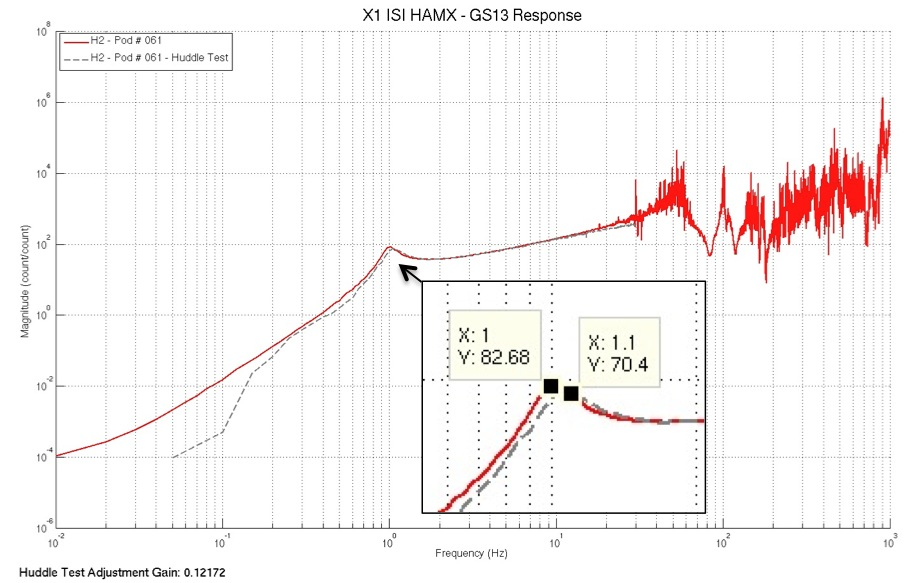 X1 ISI HAMX - GS13 Response
H2 - Pod # 061
H2 - Pod # 061 - Huddle Test
Magnitude (count/count)
10^8
10^6
10^4
10^2
10^0
10^-2
10^-4
10^-6
X: 1
Y: 82.68
X: 1.1
Y: 70.4
10^-2
10^-1
10^0
10^1
10^2
10^3
Frequency (Hz)
Huddle Test Adjustment Gain: 0.12172